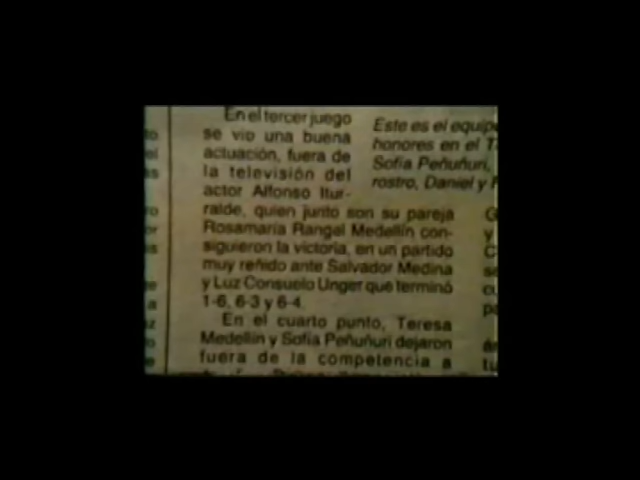 En el tercer juego
se vio una buena
actuación, fuera de
la televisión del
actor Alfonso Itur-
ralde, quien junto son su pareja
Rosamaría Rangel Medellín con-
siguieron la victoria, en un partido
muy reñido ante Salvador Medina
y Luz Consuelo Unger que terminó
1-6, 6-3 y 6-4.
En el cuarto punto, Teresa
Medellín y Sofía Peñuñuri dejaron
fuera de la competencia a
Este es el equipo
honores en el
Sofía Peñuñuri,
rostro, Daniel y